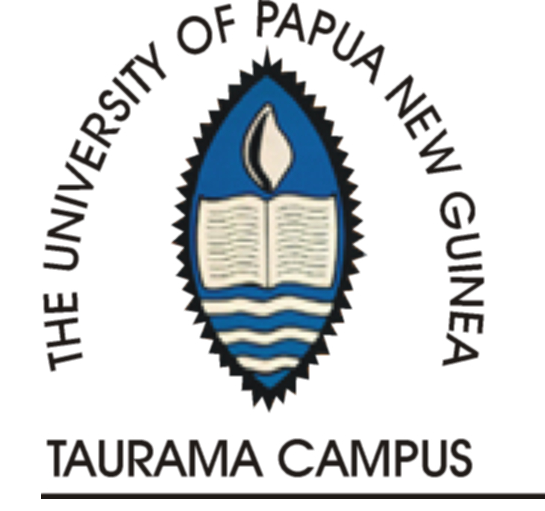 THE UNIVERSITY OF PAPUA NEW GUINEA
TAURAMA CAMPUS